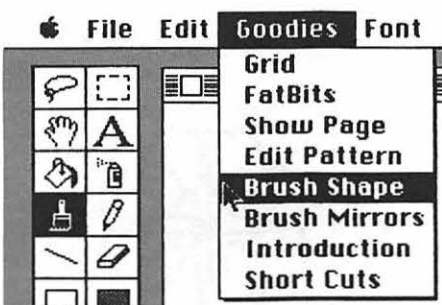 File Edit Goodies Font
Grid
FatBits
Show Page
Edit Pattern
Brush Shape
Brush Mirrors
Introduction
Short Cuts
A